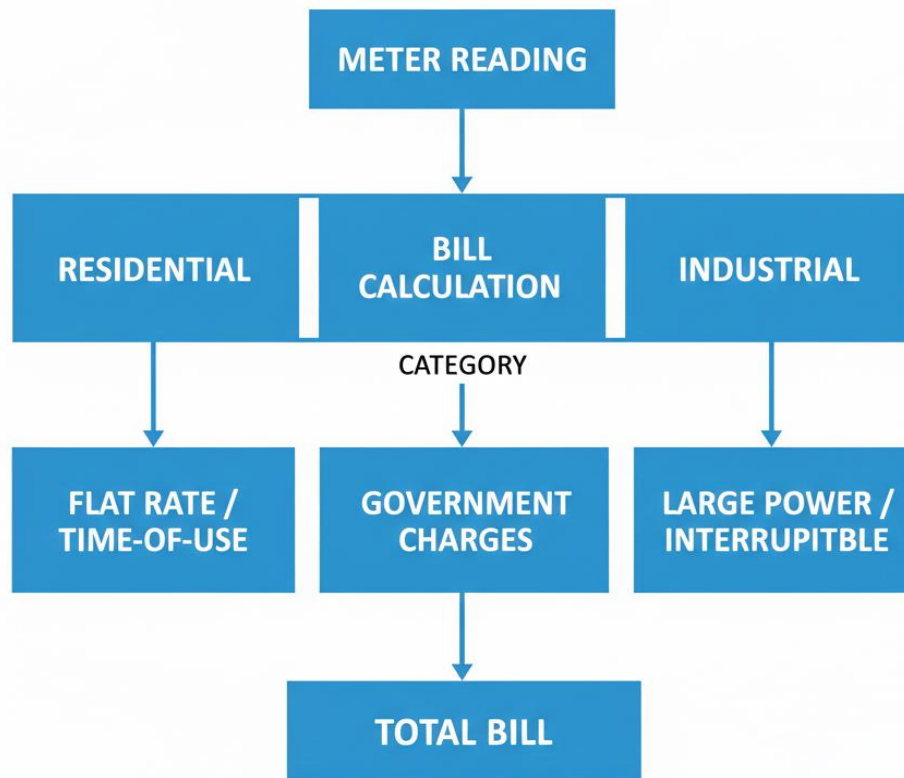 METER READING
RESIDENTIAL
BILL
CALCULATION
INDUSTRIAL
CATEGORY
FLAT RATE /
TIME-OF-USE
GOVERNMENT
CHARGES
LARGE POWER /
INTERRUPITBLE
TOTAL BILL